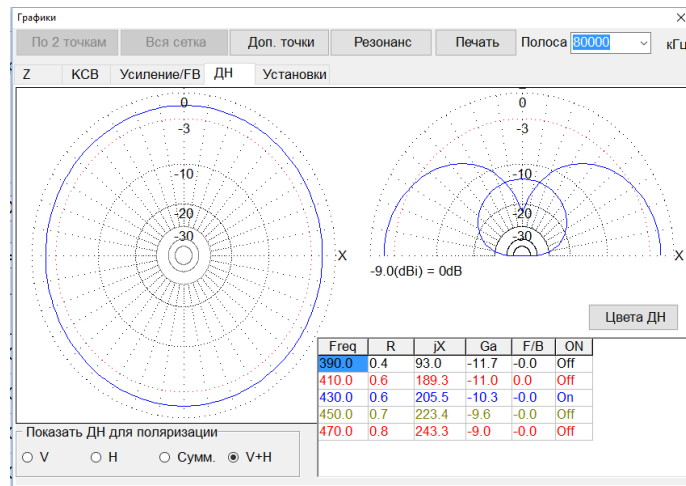 Графики
По 2 точкам Вся сетка Доп. точки Резонанс Печать Полоса 80000 кГц
Z КСВ Усиление/FB ДН Установки
0
-3
-10
-20
-30
X
-3
-10
-20
-30
X
-9.0(dBi) = 0dB
Цвета ДН
Freq R jX Ga F/B ON
390.0 0.4 93.0 -11.7 -0.0 Off
410.0 0.6 189.3 -11.0 0.0 Off
430.0 0.6 205.5 -10.3 -0.0 On
450.0 0.7 223.4 -9.6 -0.0 Off
470.0 0.8 243.3 -9.0 -0.0 Off
Показать ДН для поляризации
V H Сумм. V+H